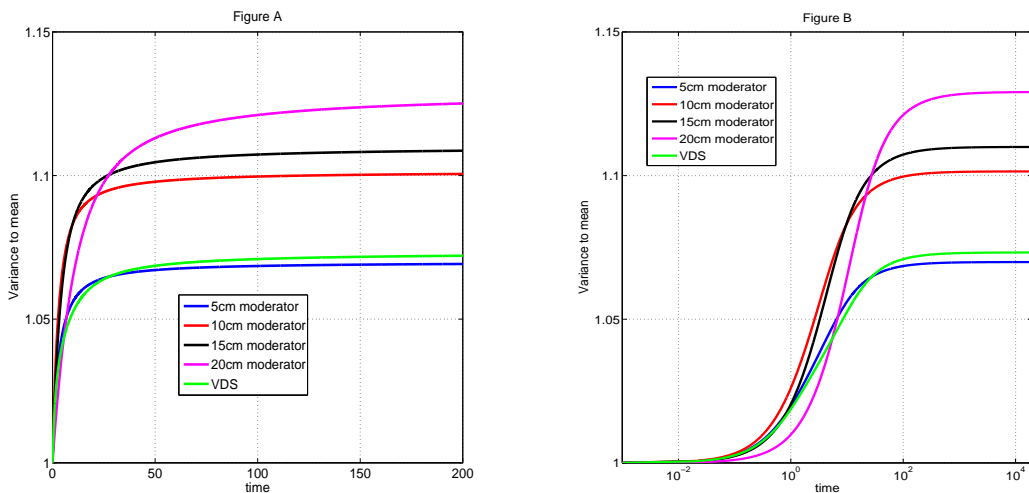 Figure A
1.15
1.1
1.05
1
Variance to mean
5cm moderator
10cm moderator
15cm moderator
20cm moderator
VDS
0 50 100 150 200
time
Figure B
1.15
1.1
1.05
1
Variance to mean
5cm moderator
10cm moderator
15cm moderator
20cm moderator
VDS
10⁻² 10⁰ 10² 10⁴
time